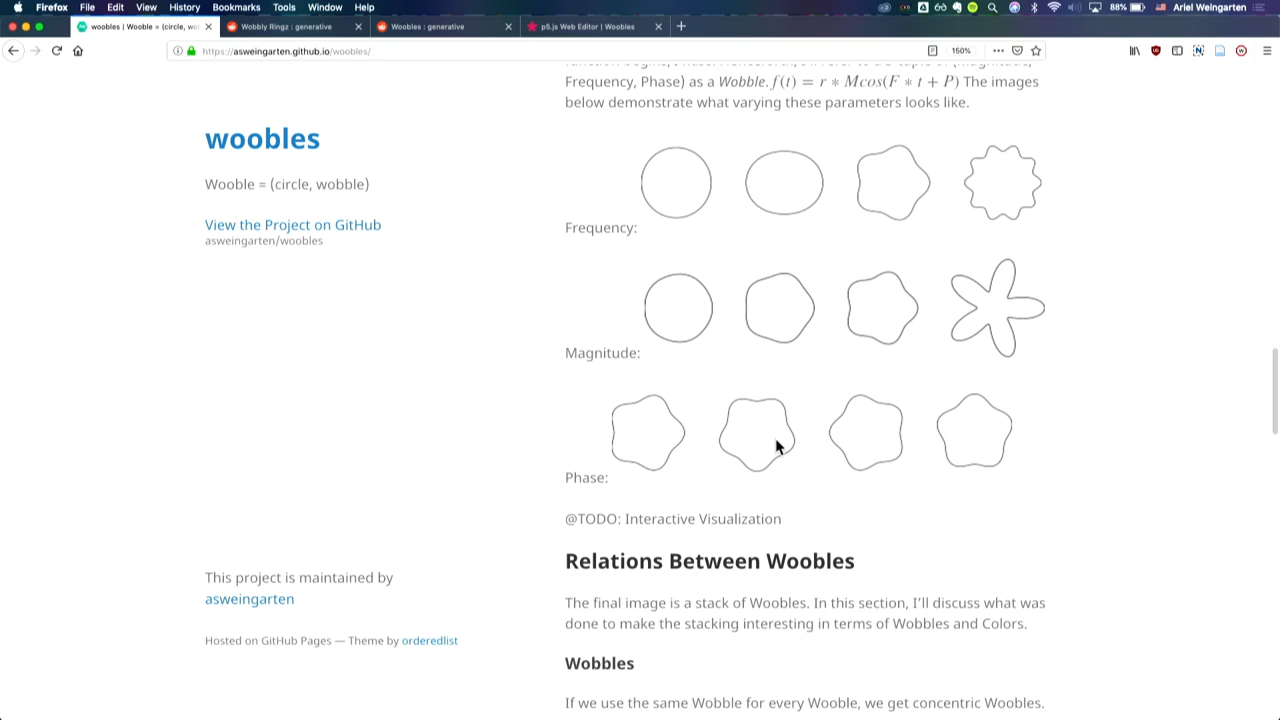 Firefox File Edit View History Bookmarks Tools Window Help 88% Ariel Weingarten
woobles | Wooble = (circle, wo
Wobbly Ringz : generative
Woobles : generative
p5.js Web Editor | Woobles
https://asweingarten.github.io/woobles/
150%
Frequency, Phase) as a Wobble. f(t) = r ∗ Mcos(F ∗ t + P) The images
below demonstrate what varying these parameters looks like.
woobles
Wooble = (circle, wobble)
View the Project on GitHub
asweingarten/woobles
Frequency:
Magnitude:
Phase:
@TODO: Interactive Visualization
Relations Between Woobles
This project is maintained by
asweingarten
Hosted on GitHub Pages — Theme by orderedlist
The final image is a stack of Woobles. In this section, I'll discuss what was
done to make the stacking interesting in terms of Wobbles and Colors.
Wobbles
If we use the same Wobble for every Wooble, we get concentric Woobles.